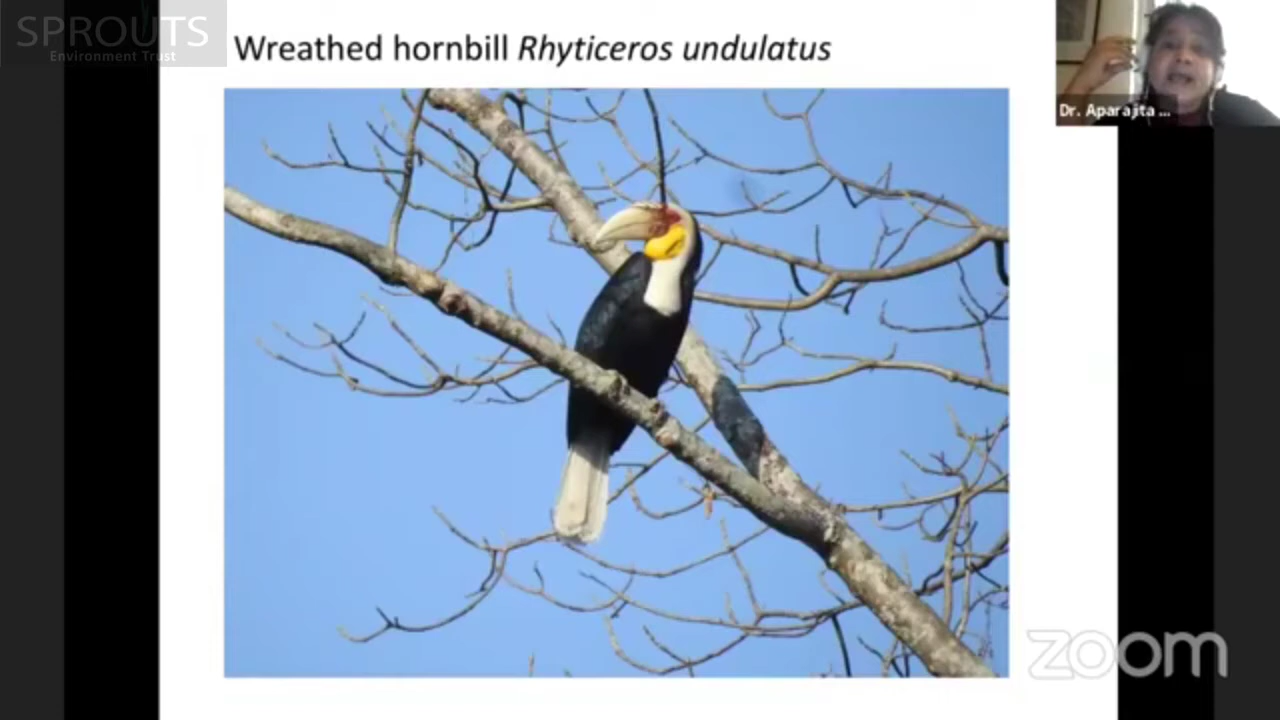 SPROUTS
Environment Trust
Wreathed hornbill Rhyticeros undulatus
Dr. Aparajita ...
zoom